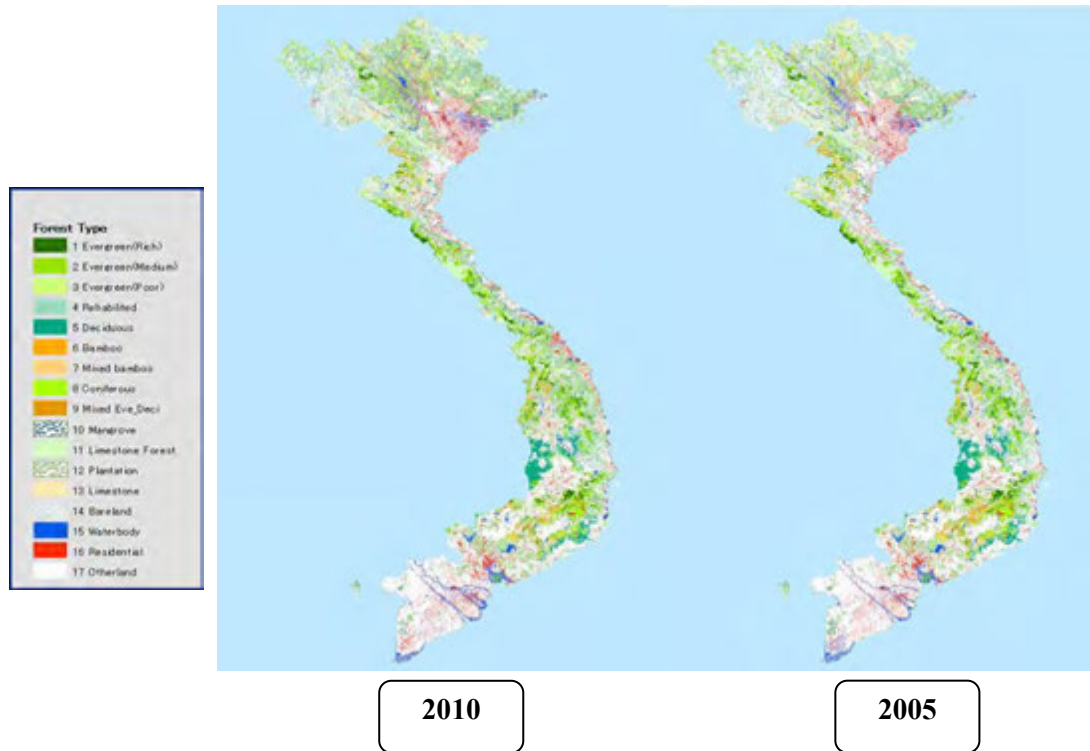 Forest Type
1 Evergreen(Rich)
2 Evergreen(Medium)
3 Evergreen(Poor)
4 Rehabilited
5 Deciduous
6 Bamboo
7 Mixed bamboo
8 Coniferous
9 Mixed Eve_Deci
10 Mangrove
11 Limestone Forest
12 Plantation
13 Limestone
14 Bareland
15 Waterbody
16 Residential
17 Otherland
2010
2005